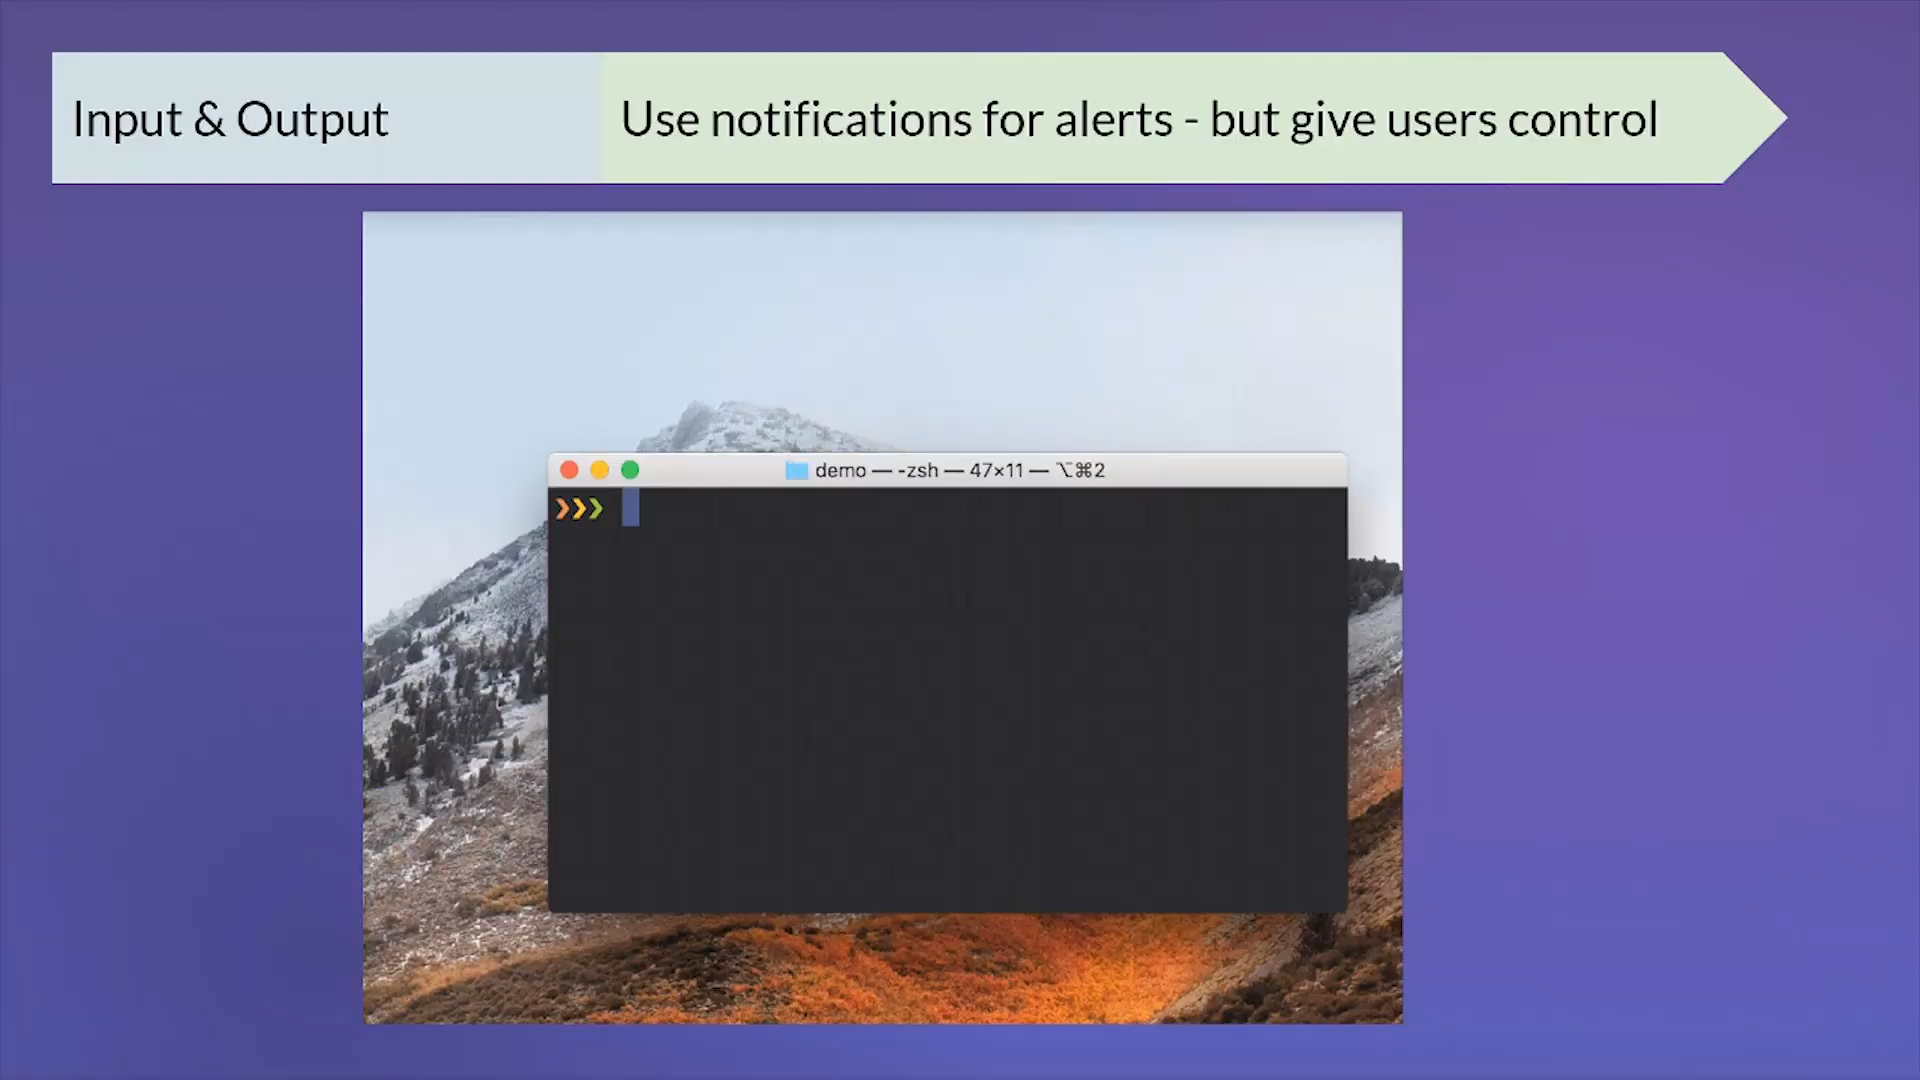 Input & Output
Use notifications for alerts - but give users control
demo — -zsh — 47×11 — ⌥⌘2
❯❯❯